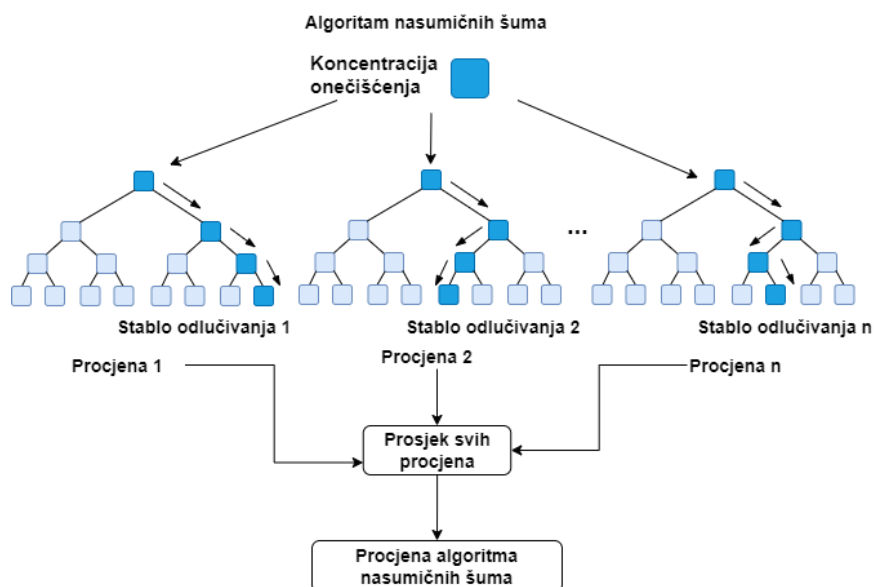 Algoritam nasumičnih šuma
Koncentracija
onečišćenja
...
Stablo odlučivanja 1
Stablo odlučivanja 2
Stablo odlučivanja n
Procjena 1
Procjena 2
Procjena n
Prosjek svih
procjena
Procjena algoritma
nasumičnih šuma